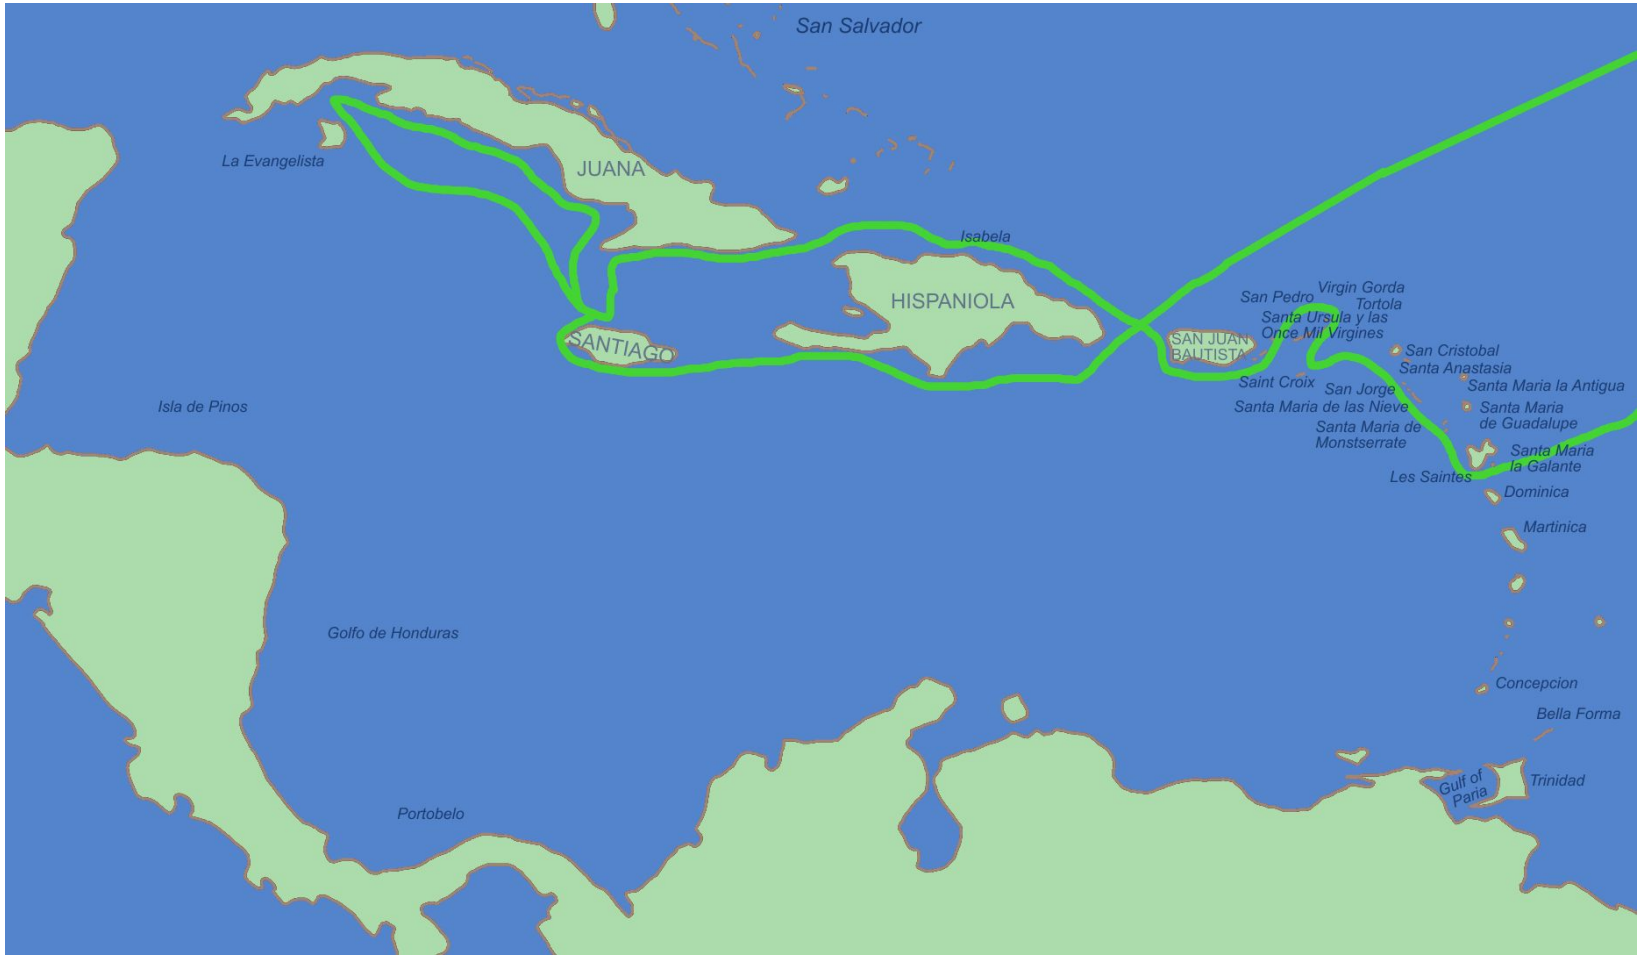 San Salvador
La Evangelista
JUANA
Isabela
HISPANIOLA
SANTIAGO
SAN JUAN
BAUTISTA
Virgin Gorda
San Pedro
Tortola
Santa Ursula y las
Once Mil Virgines
San Cristobal
Santa Anastasia
Saint Croix
San Jorge
Santa Maria la Antigua
Santa Maria de las Nieve
Santa Maria
de Guadalupe
Santa Maria de
Monstserrate
Santa Maria
la Galante
Les Saintes
Dominica
Martinica
Isla de Pinos
Golfo de Honduras
Concepcion
Bella Forma
Gulf of
Paria
Trinidad
Portobelo